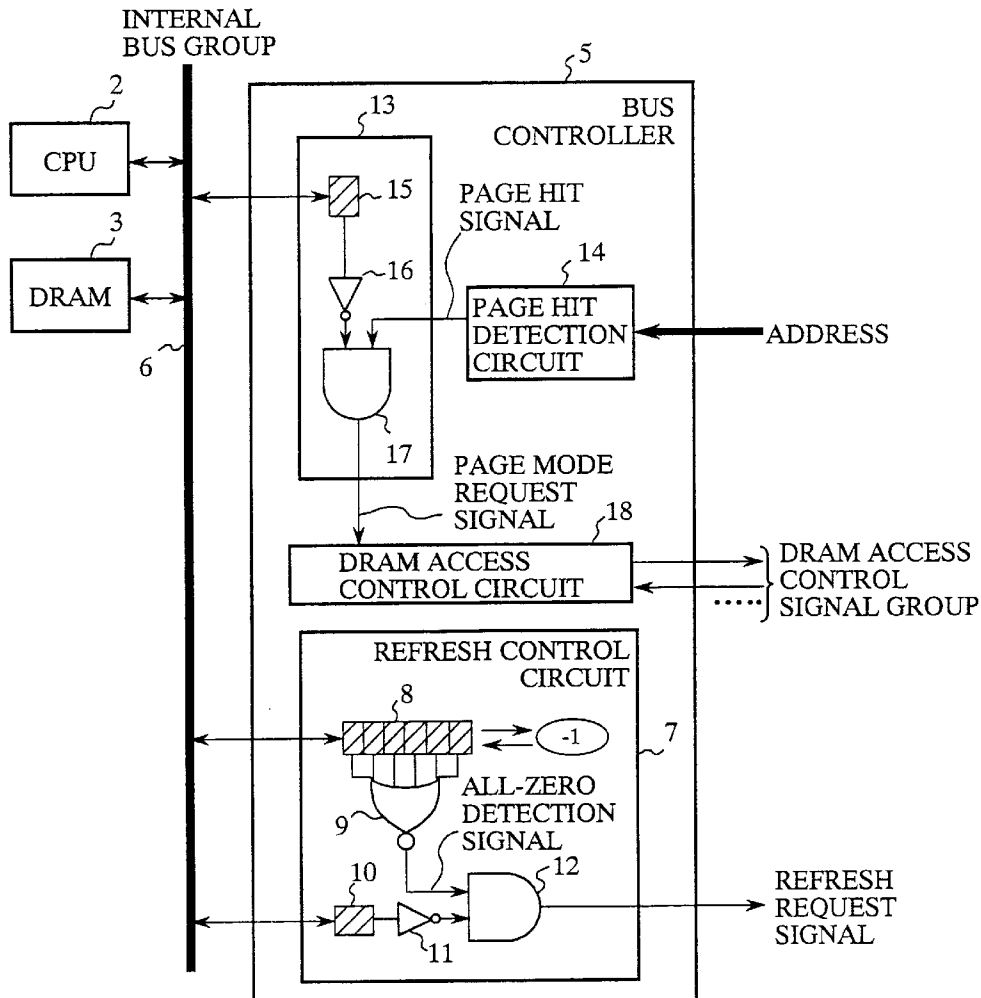 INTERNAL
BUS GROUP
5
2
CPU
13
BUS
CONTROLLER
15
PAGE HIT
SIGNAL
3
DRAM
16
14
PAGE HIT
DETECTION
CIRCUIT
ADDRESS
6
17
PAGE MODE
REQUEST
SIGNAL
18
DRAM ACCESS
CONTROL CIRCUIT
DRAM ACCESS
CONTROL
SIGNAL GROUP
REFRESH CONTROL
CIRCUIT
8
-1
7
ALL-ZERO
DETECTION
SIGNAL
9
10
12
11
REFRESH
REQUEST
SIGNAL